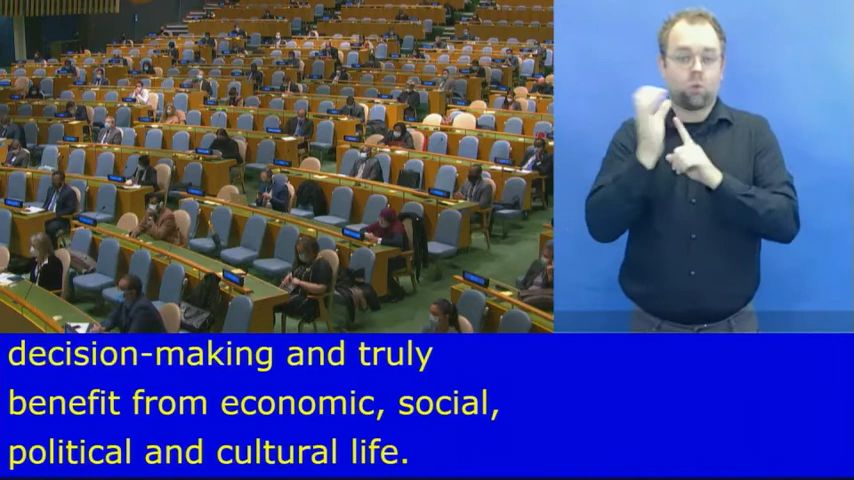 decision-making and truly
benefit from economic, social,
political and cultural life.